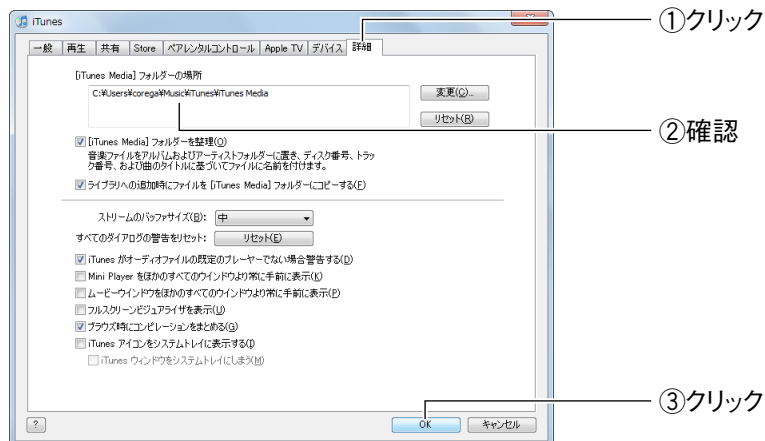 iTunes
①クリック
一般 再生 共有 Store ペアレンタルコントロール Apple TV デバイス 詳細
[iTunes Media] フォルダーの場所
C:¥Users¥corega¥Music¥iTunes¥iTunes Media
変更(C)...
リセット(R)
②確認
[iTunes Media] フォルダーを整理(O)
音楽ファイルをアルバムおよびアーティストフォルダーに置き、ディスク番号、トラッ
ク番号、および曲のタイトルに基づいてファイルに名前を付けます。
ライブラリへの追加時にファイルを [iTunes Media] フォルダーにコピーする(F)
ストリームのバッファサイズ(B): 中
すべてのダイアログの警告をリセット: リセット(E)
iTunes がオーディオファイルの既定のプレーヤーでない場合警告する(D)
Mini Player をほかのすべてのウインドウより常に手前に表示(K)
ムービーウインドウをほかのすべてのウインドウより常に手前に表示(P)
フルスクリーンビジュアライザを表示(U)
ブラウズ時にコンピレーションをまとめる(G)
iTunes アイコンをシステムトレイに表示する(I)
iTunes ウィンドウをシステムトレイにしまう(M)
③クリック
?
OK
キャンセル